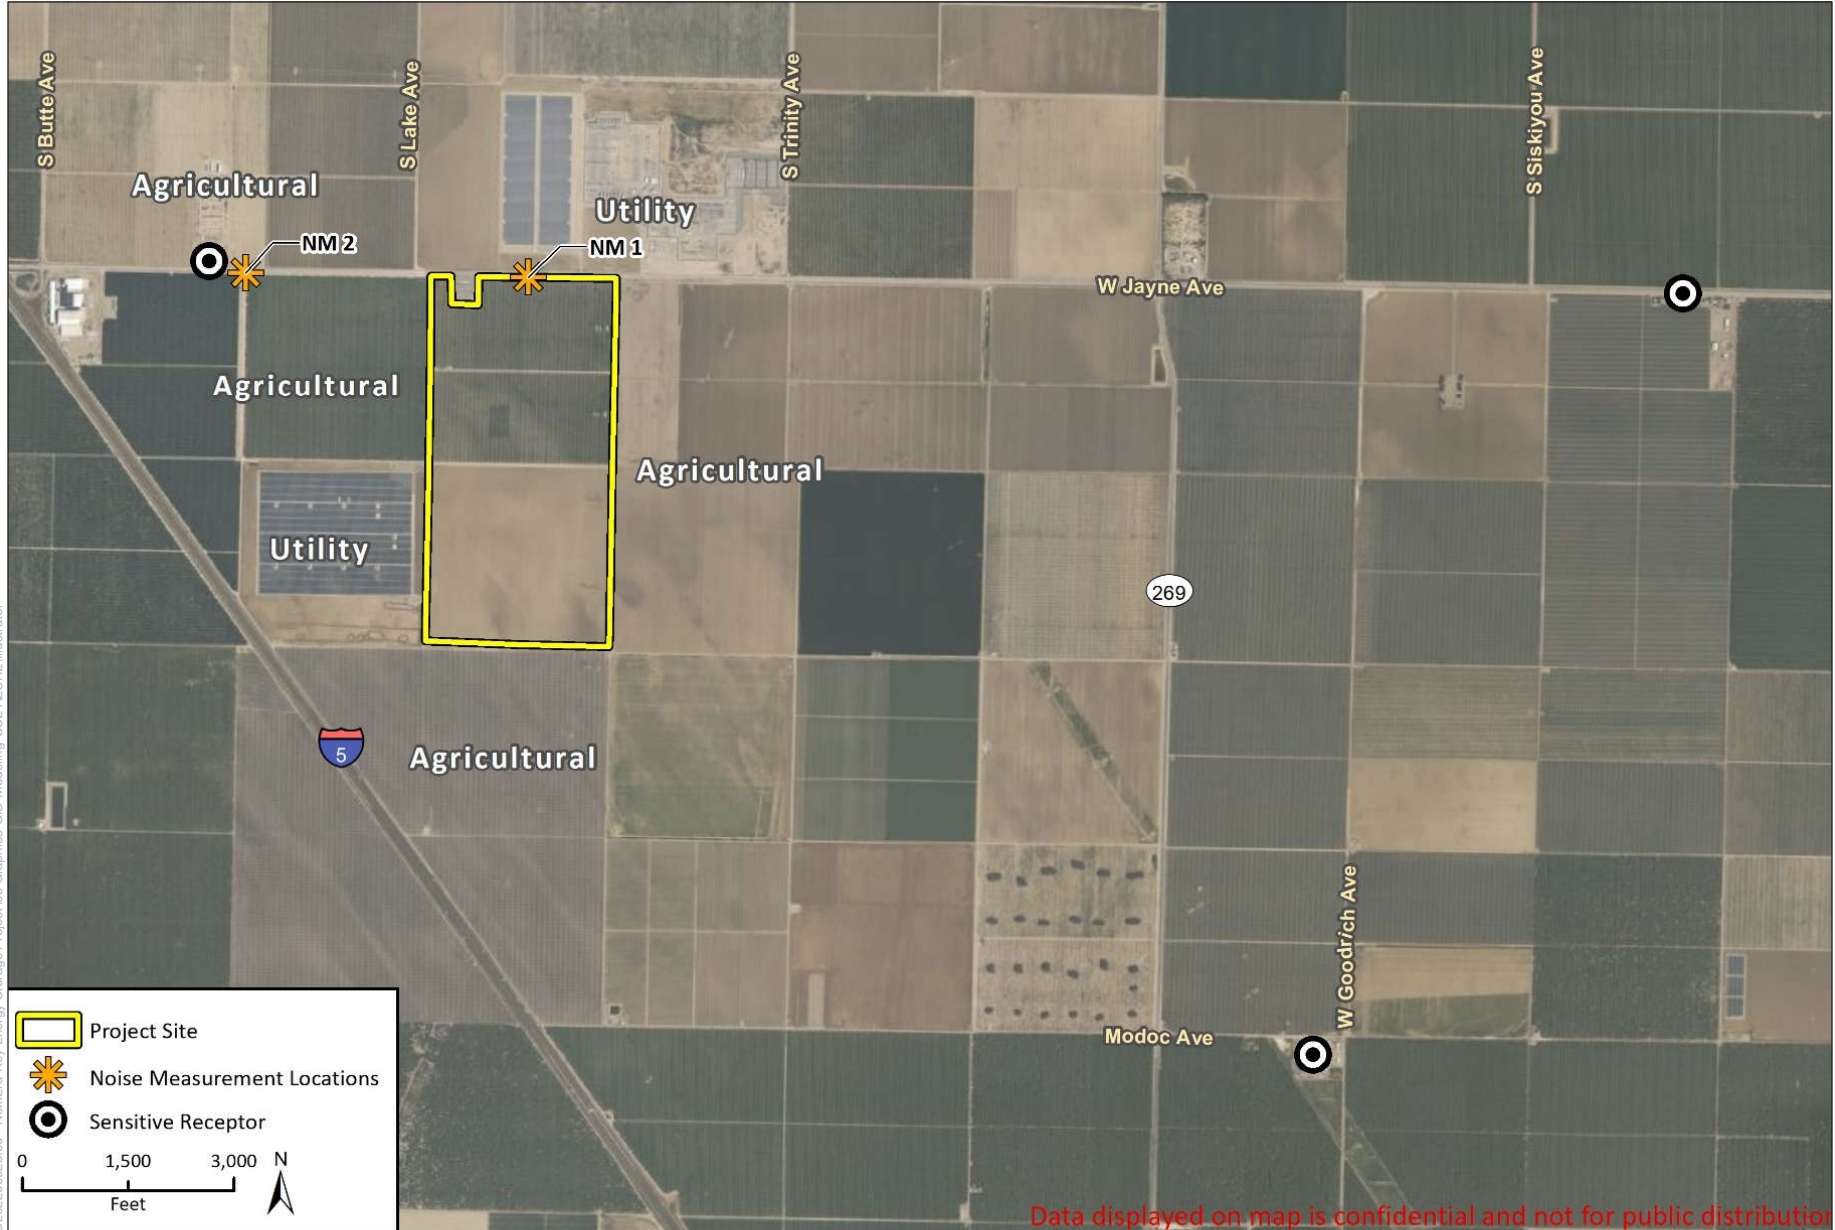 S Butte Ave
S Lake Ave
S Trinity Ave
S Siskiyou Ave
Agricultural
Utility
NM 2
NM 1
W Jayne Ave
Agricultural
Agricultural
Utility
269
5
Agricultural
W Goodrich Ave
Modoc Ave
Project Site
Noise Measurement Locations
Sensitive Receptor
0 1,500 3,000 N
Feet
Data displayed on map is confidential and not for public distribution